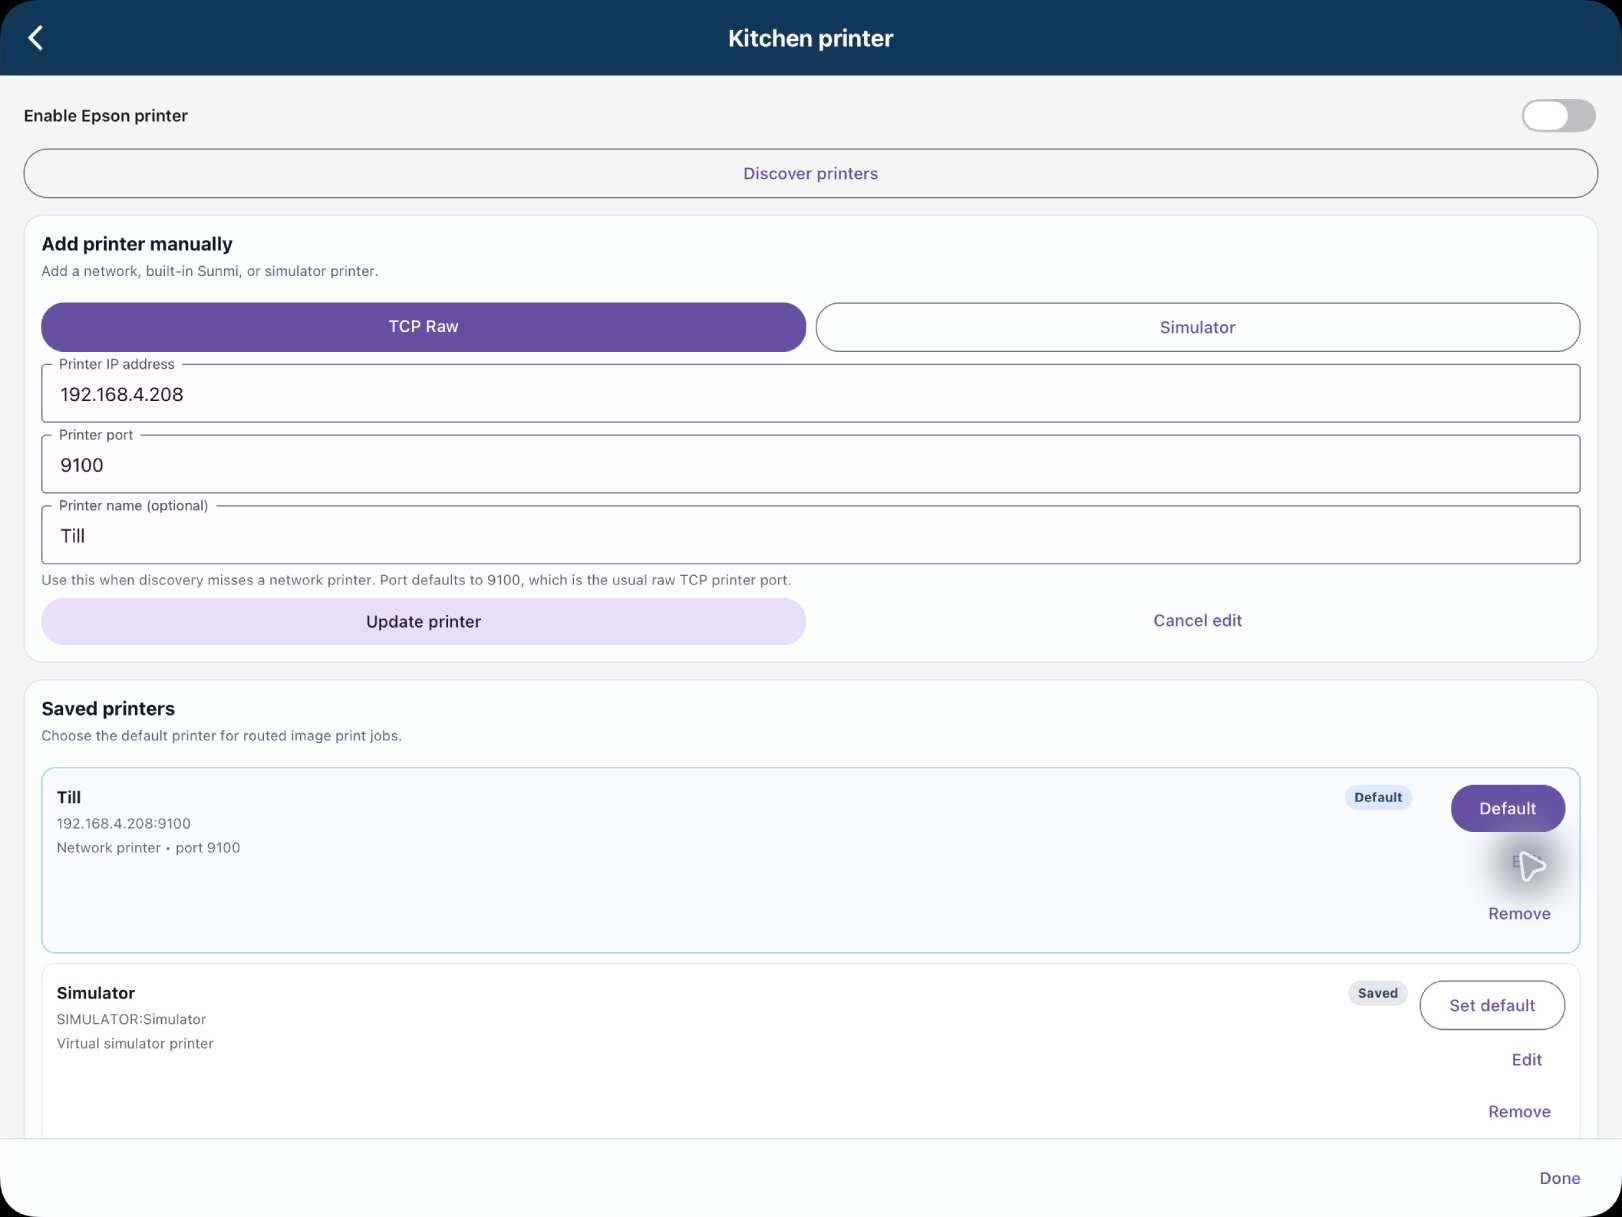 Kitchen printer
Enable Epson printer
Discover printers
Add printer manually
Add a network, built-in Sunmi, or simulator printer.
TCP Raw
Simulator
Printer IP address
192.168.4.208
Printer port
9100
Printer name (optional)
Till
Use this when discovery misses a network printer. Port defaults to 9100, which is the usual raw TCP printer port.
Update printer
Cancel edit
Saved printers
Choose the default printer for routed image print jobs.
Till
Default
Default
192.168.4.208:9100
Network printer • port 9100
Remove
Simulator
Saved
Set default
SIMULATOR:Simulator
Virtual simulator printer
Edit
Remove
Done